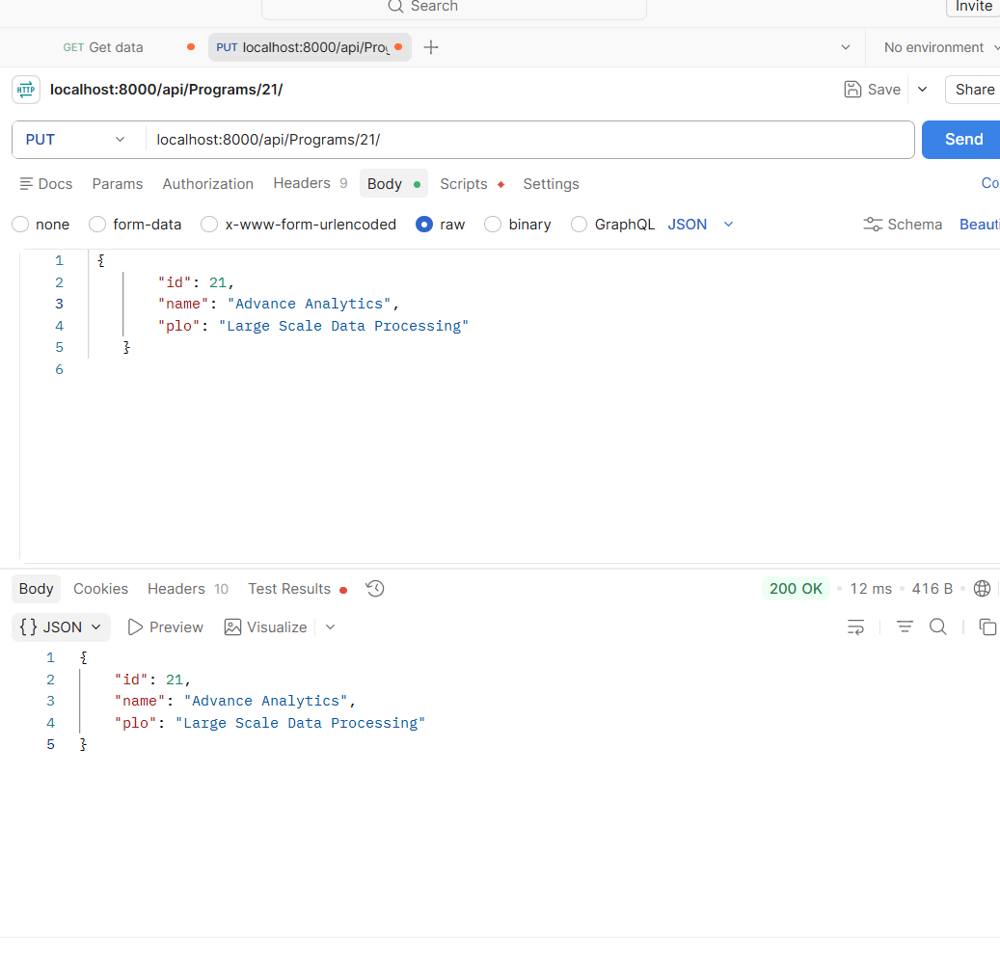 Search
Invite
GET Get data
PUT localhost:8000/api/Prog
No environment
HTTP localhost:8000/api/Programs/21/
Save
Share
PUT localhost:8000/api/Programs/21/
Send
Docs Params Authorization Headers 9 Body Scripts Settings
Co
none form-data x-www-form-urlencoded raw binary GraphQL JSON
Schema
Beauti
1 {
2 "id": 21,
3 "name": "Advance Analytics",
4 "plo": "Large Scale Data Processing"
5 }
6
Body Cookies Headers 10 Test Results
200 OK • 12 ms • 416 B •
{} JSON Preview Visualize
1 {
2 "id": 21,
3 "name": "Advance Analytics",
4 "plo": "Large Scale Data Processing"
5 }